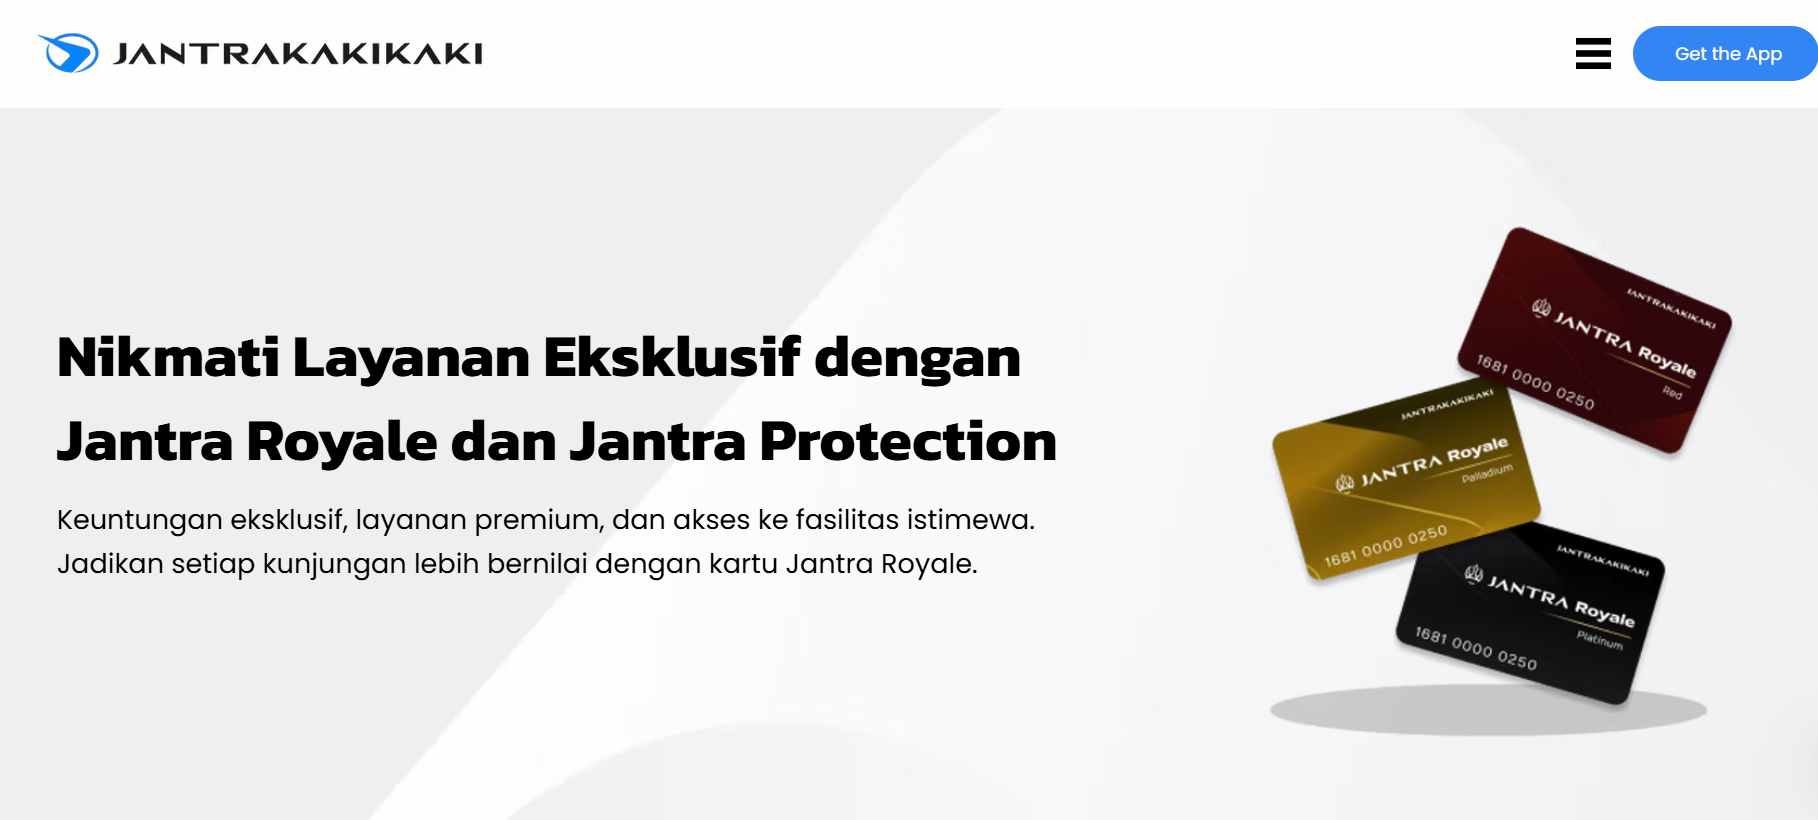 JANTRAKAKIKAKI
Get the App
Nikmati Layanan Eksklusif dengan
Jantra Royale dan Jantra Protection
Keuntungan eksklusif, layanan premium, dan akses ke fasilitas istimewa.
Jadikan setiap kunjungan lebih bernilai dengan kartu Jantra Royale.
JANTRAKAKIKAKI
JANTRA Royale
Red
1681 0000 0250
JANTRAKAKIKAKI
JANTRA Royale
Palladium
1681 0000 0250
JANTRAKAKIKAKI
JANTRA Royale
Platinum
1681 0000 0250